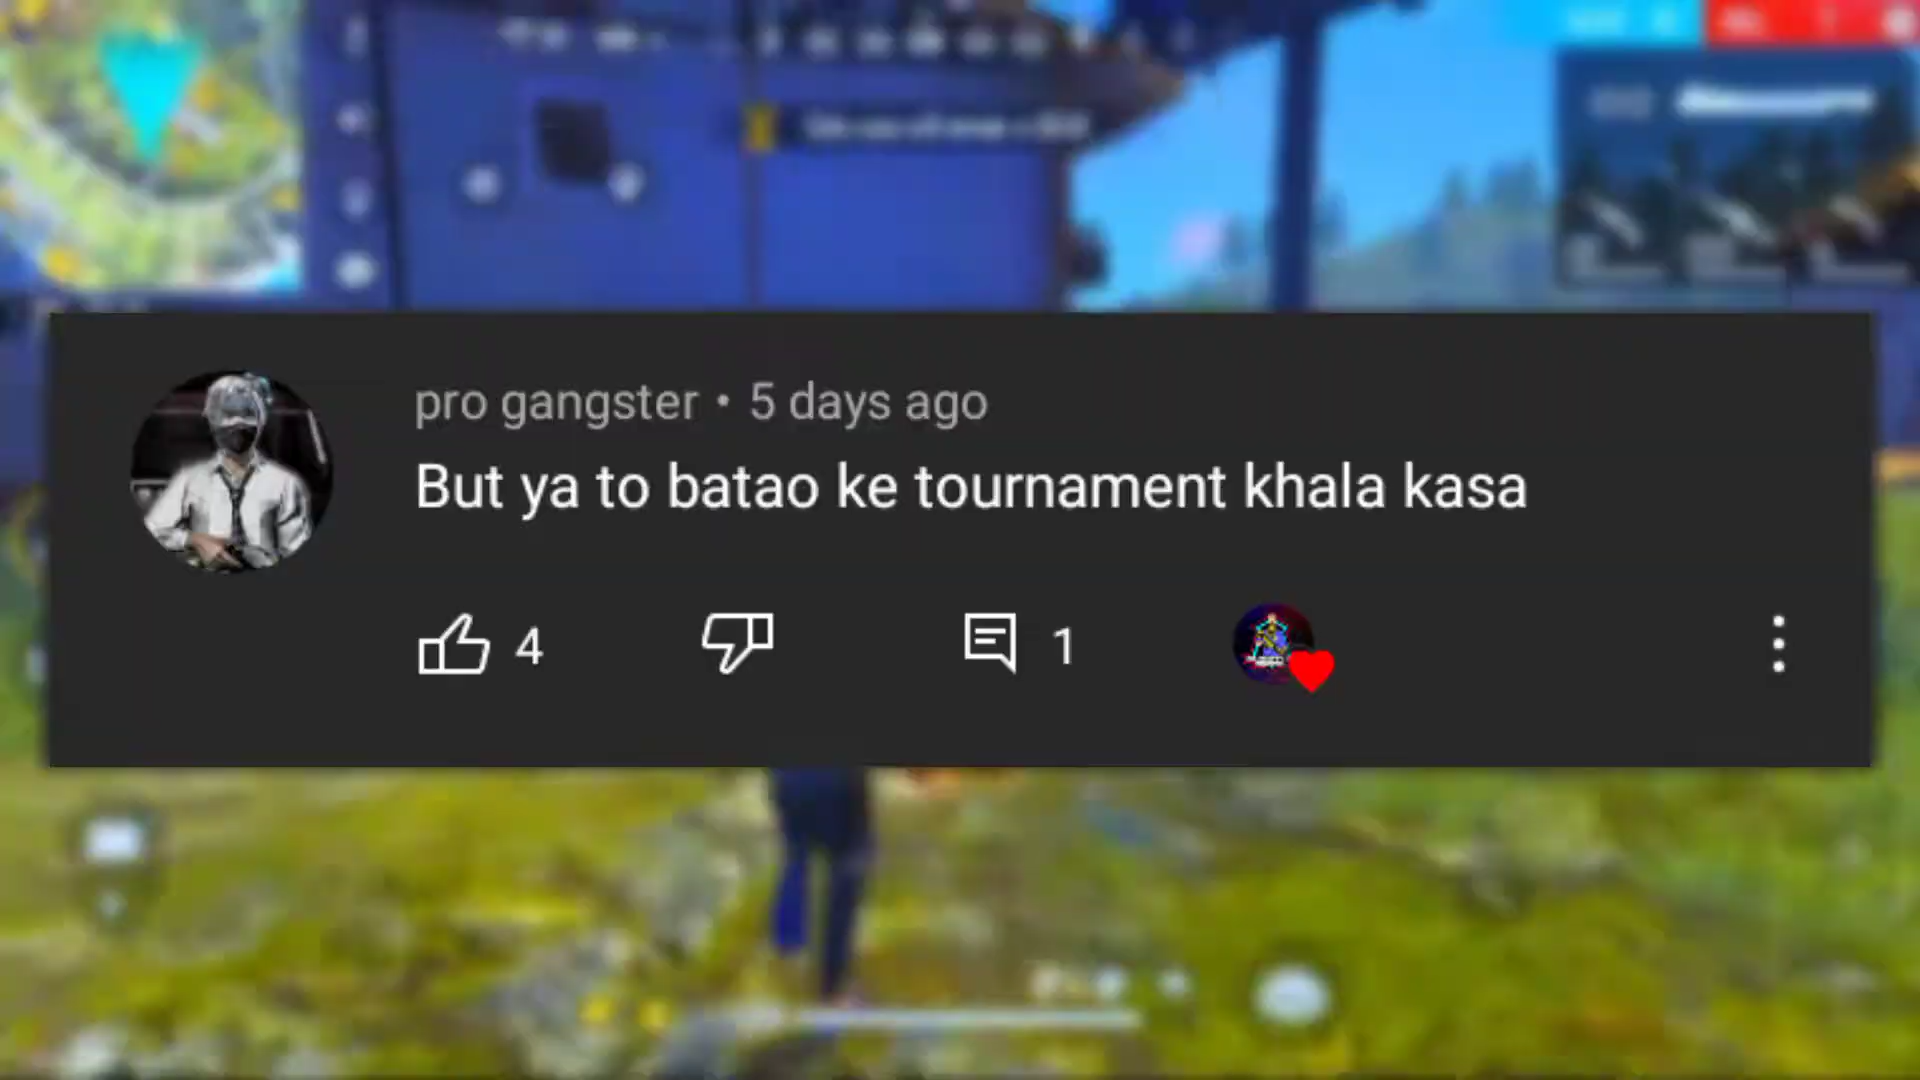 pro gangster • 5 days ago
But ya to batao ke tournament khala kasa
4
1